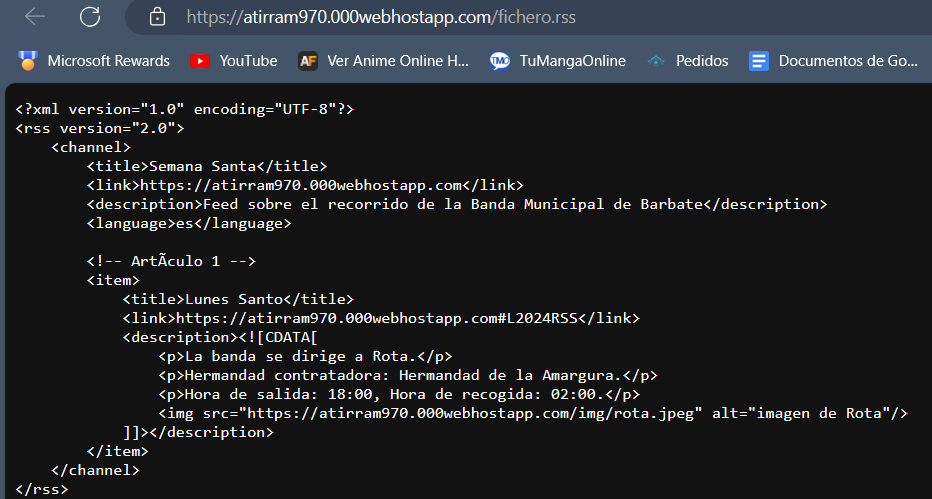 https://atirram970.000webhostapp.com/fichero.rss
Microsoft Rewards YouTube AF Ver Anime Online H... TMO TuMangaOnline Pedidos Documentos de Go...
<?xml version="1.0" encoding="UTF-8"?>
<rss version="2.0">
    <channel>
        <title>Semana Santa</title>
        <link>https://atirram970.000webhostapp.com</link>
        <description>Feed sobre el recorrido de la Banda Municipal de Barbate</description>
        <language>es</language>

        <!-- ArtÃculo 1 -->
        <item>
            <title>Lunes Santo</title>
            <link>https://atirram970.000webhostapp.com#L2024RSS</link>
            <description><![CDATA[
                <p>La banda se dirige a Rota.</p>
                <p>Hermandad contratadora: Hermandad de la Amargura.</p>
                <p>Hora de salida: 18:00, Hora de recogida: 02:00.</p>
                <img src="https://atirram970.000webhostapp.com/img/rota.jpeg" alt="imagen de Rota"/>
            ]]></description>
        </item>
    </channel>
</rss>